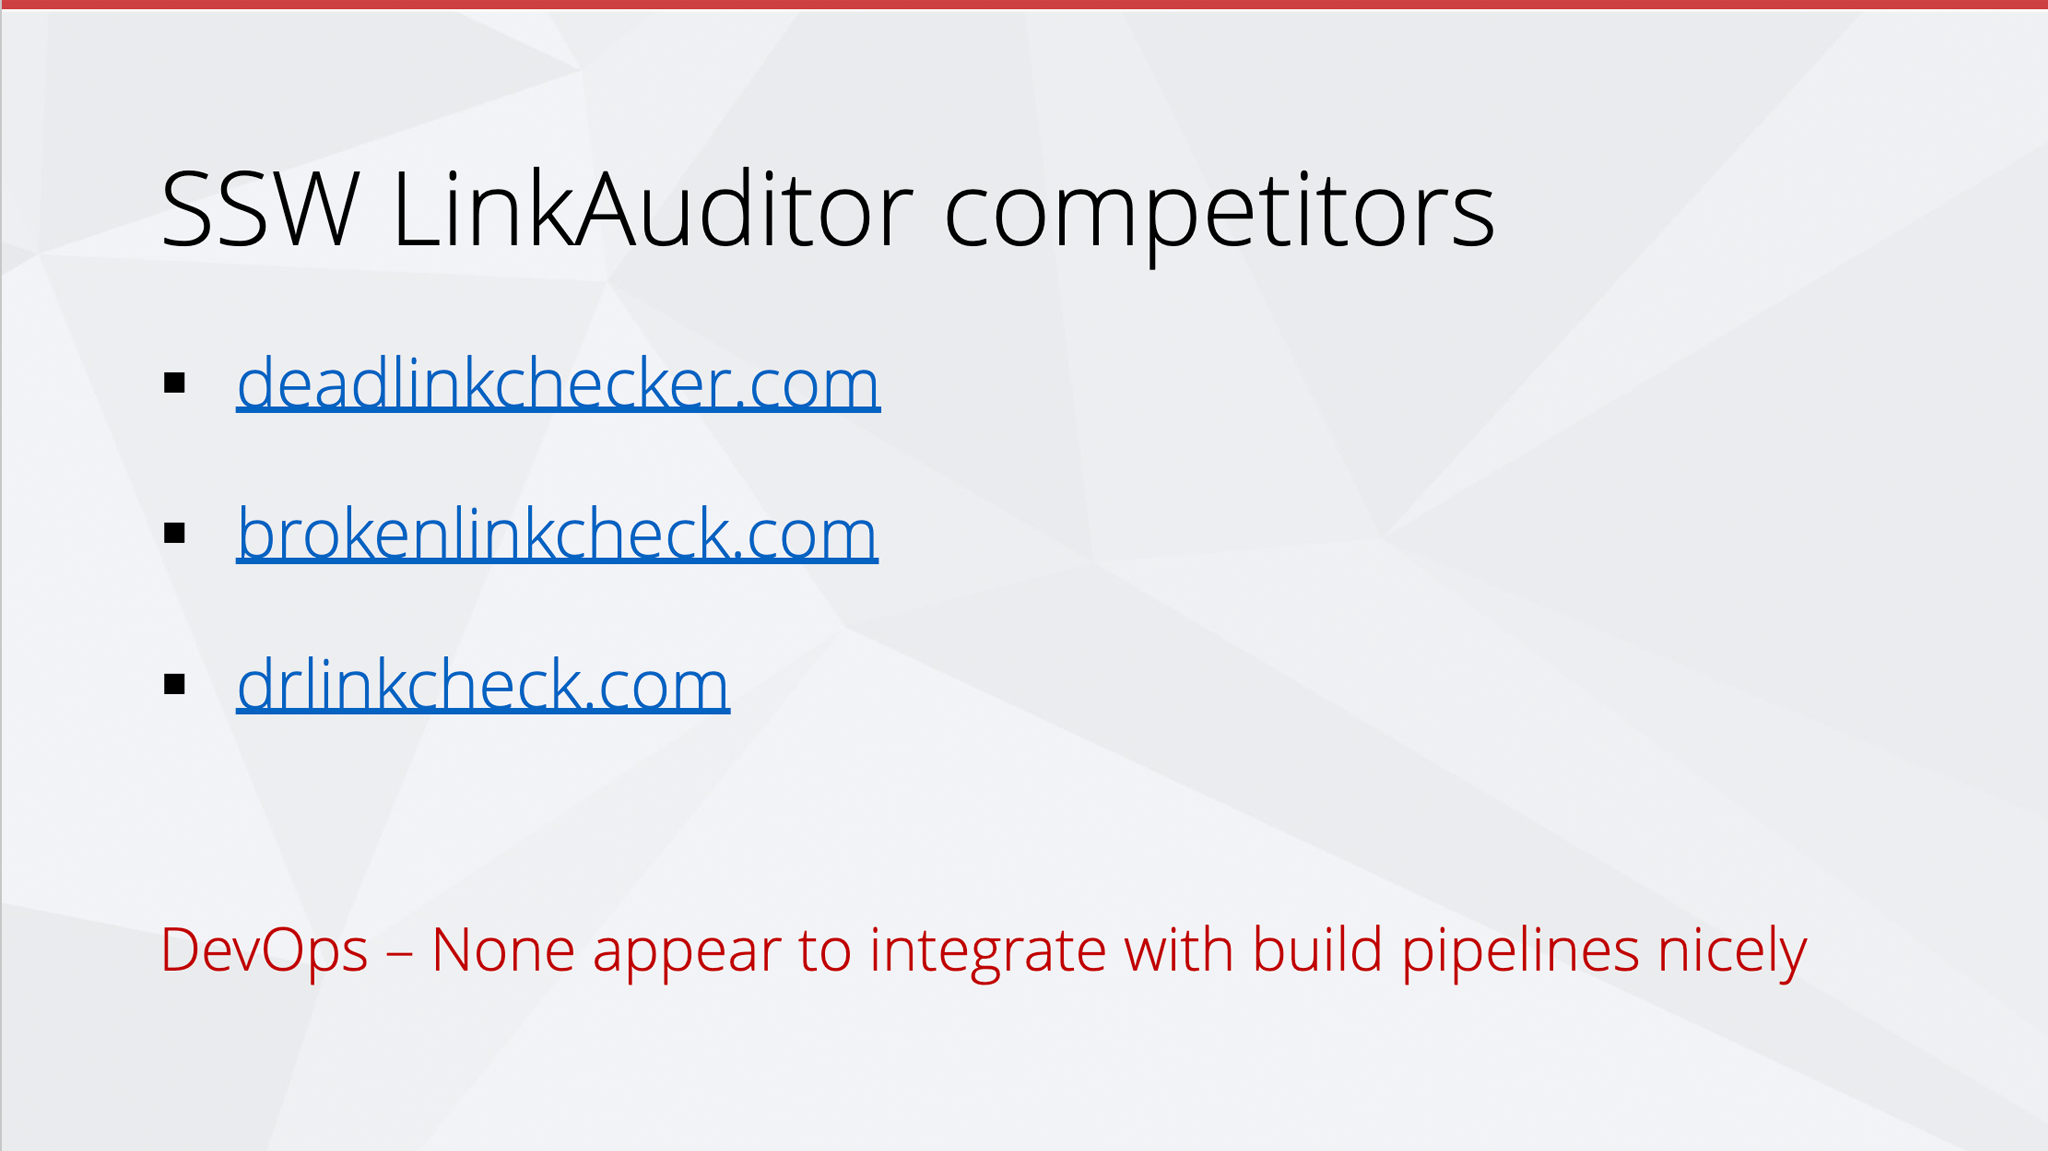 SSW LinkAuditor competitors
▪ deadlinkchecker.com
▪ brokenlinkcheck.com
▪ drlinkcheck.com
DevOps – None appear to integrate with build pipelines nicely